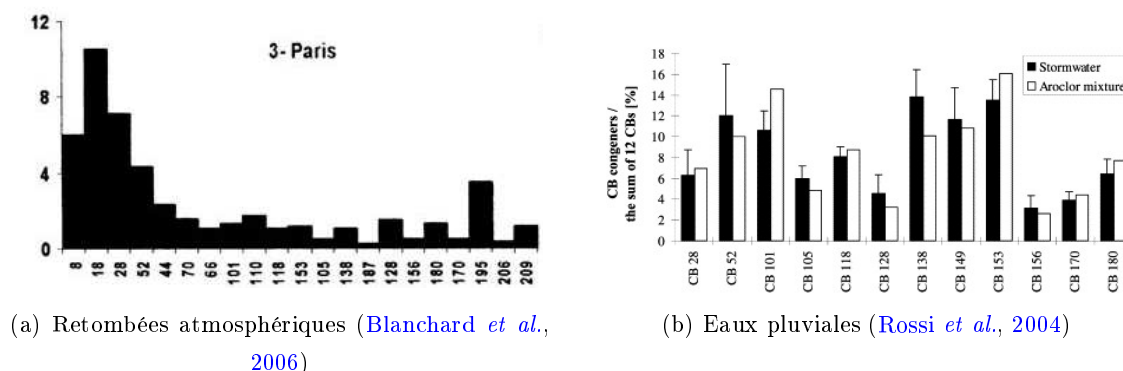 3- Paris
12
8
4
0
8 18 28 52 44 70 66 101 110 118 153 105 138 187 128 156 180 170 195 206 209
(a) Retombées atmosphériques (Blanchard et al.,
2006)
CB congeners /
the sum of 12 CBs [%]
18
16
14
12
10
8
6
4
2
0
Stormwater
Aroclor mixture
CB 28 CB 52 CB 101 CB 105 CB 118 CB 128 CB 138 CB 149 CB 153 CB 156 CB 170 CB 180
(b) Eaux pluviales (Rossi et al., 2004)